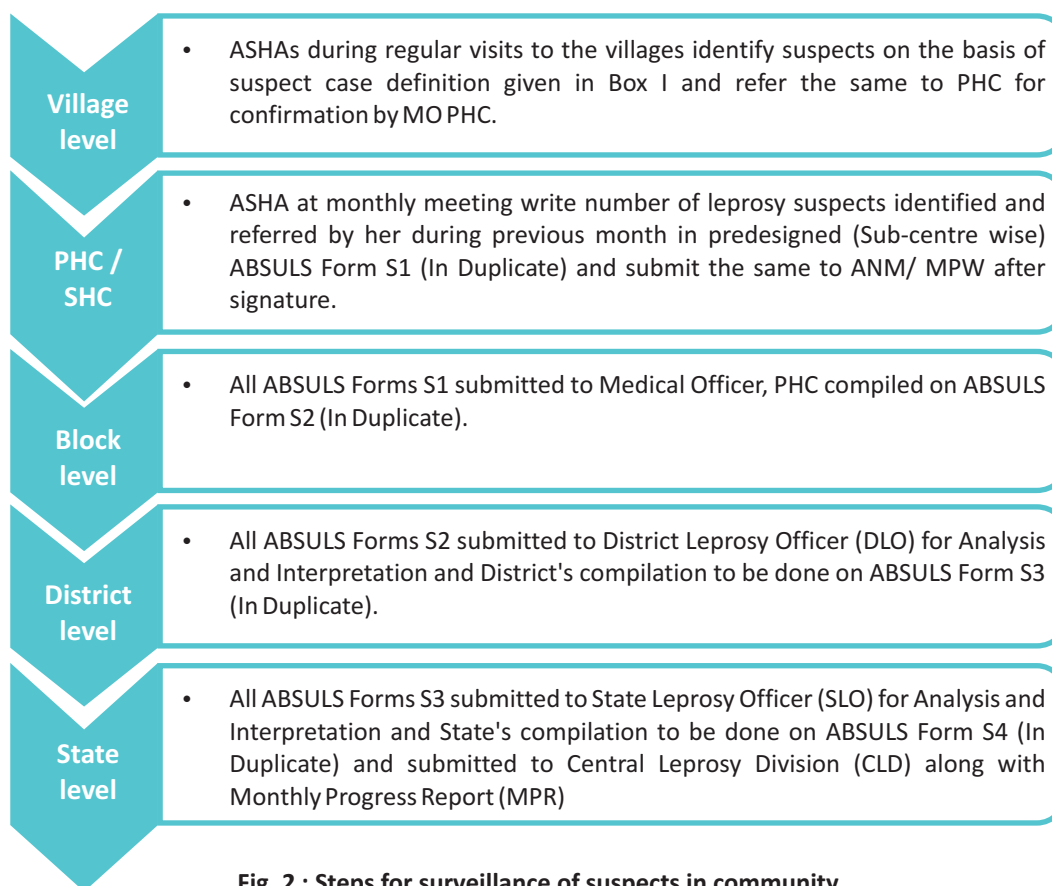 Village
level
• ASHAs during regular visits to the villages identify suspects on the basis of
suspect case definition given in Box I and refer the same to PHC for
confirmation by MO PHC.
PHC /
SHC
• ASHA at monthly meeting write number of leprosy suspects identified and
referred by her during previous month in predesigned (Sub-centre wise)
ABSULS Form S1 (In Duplicate) and submit the same to ANM/ MPW after
signature.
Block
level
• All ABSULS Forms S1 submitted to Medical Officer, PHC compiled on ABSULS
Form S2 (In Duplicate).
District
level
• All ABSULS Forms S2 submitted to District Leprosy Officer (DLO) for Analysis
and Interpretation and District's compilation to be done on ABSULS Form S3
(In Duplicate).
State
level
• All ABSULS Forms S3 submitted to State Leprosy Officer (SLO) for Analysis and
Interpretation and State's compilation to be done on ABSULS Form S4 (In
Duplicate) and submitted to Central Leprosy Division (CLD) along with
Monthly Progress Report (MPR)
Fig. 2 : Steps for surveillance of suspects in community